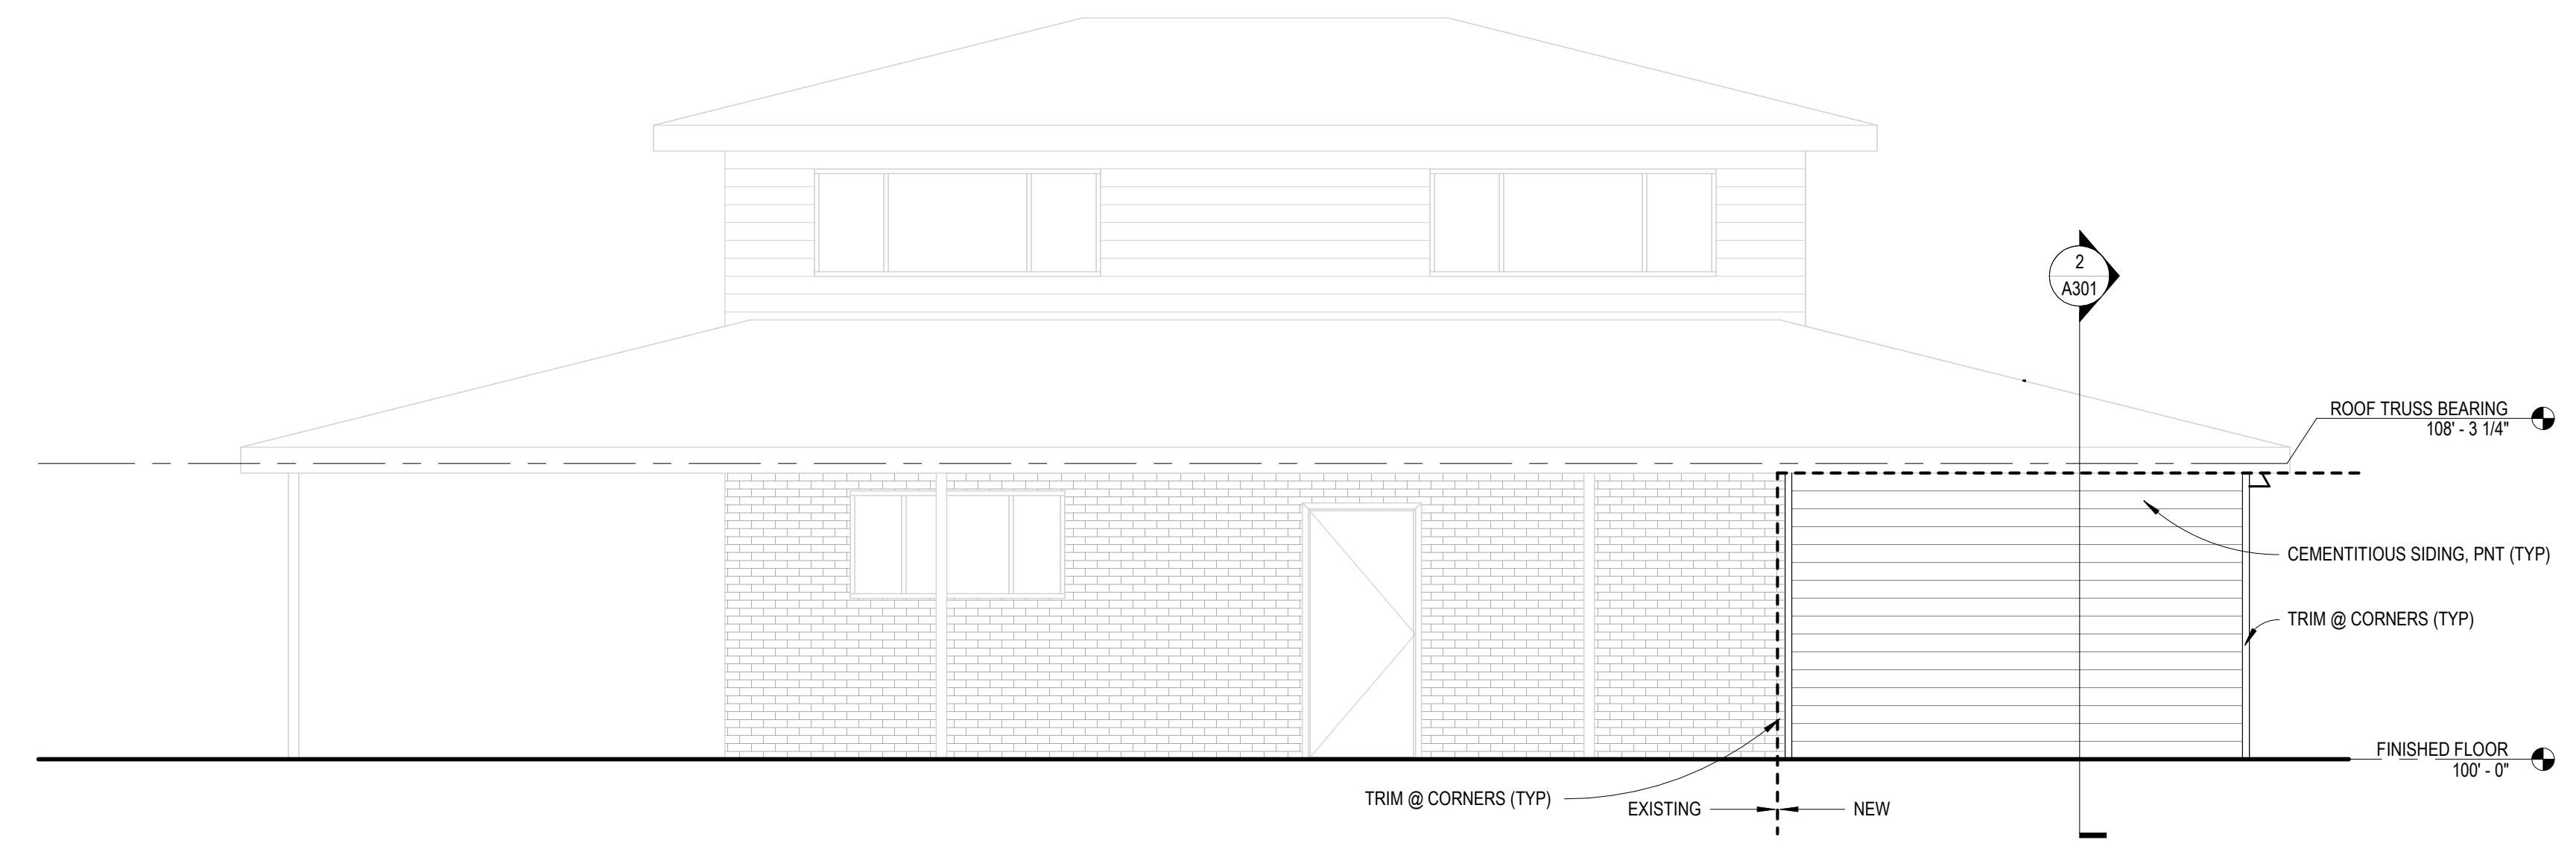 2
A301
ROOF TRUSS BEARING
108' - 3 1/4"
CEMENTITIOUS SIDING, PNT (TYP)
TRIM @ CORNERS (TYP)
FINISHED FLOOR
100' - 0"
TRIM @ CORNERS (TYP)
EXISTING
NEW